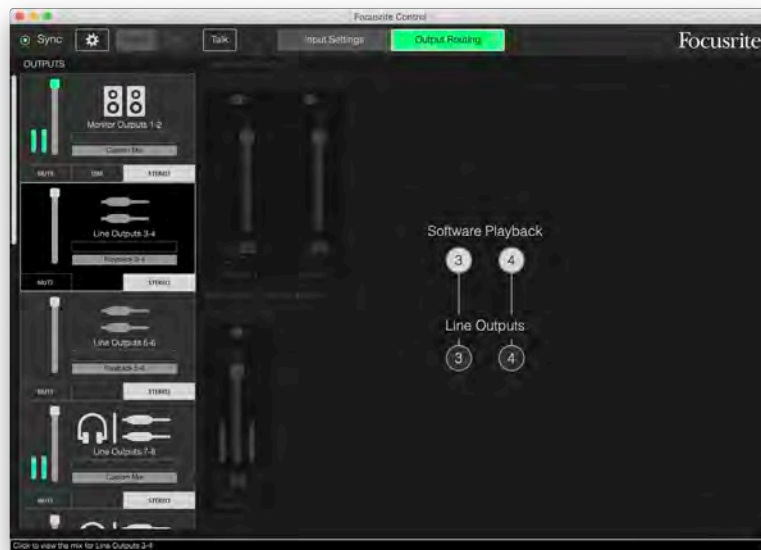 Focusrite Control
Sync
Talk
Input Settings
Output Routing
Focusrite
OUTPUTS
Monitor Outputs 1-2
Custom Mix
MUTE
DIM
STEREO
Line Outputs 3-4
Playback 3-4
MUTE
STEREO
Line Outputs 5-6
Playback 5-6
MUTE
STEREO
Line Outputs 7-8
Custom Mix
MUTE
STEREO
Software Playback
3 4
Line Outputs
3 4
Click to view the mix for Line Outputs 3-4